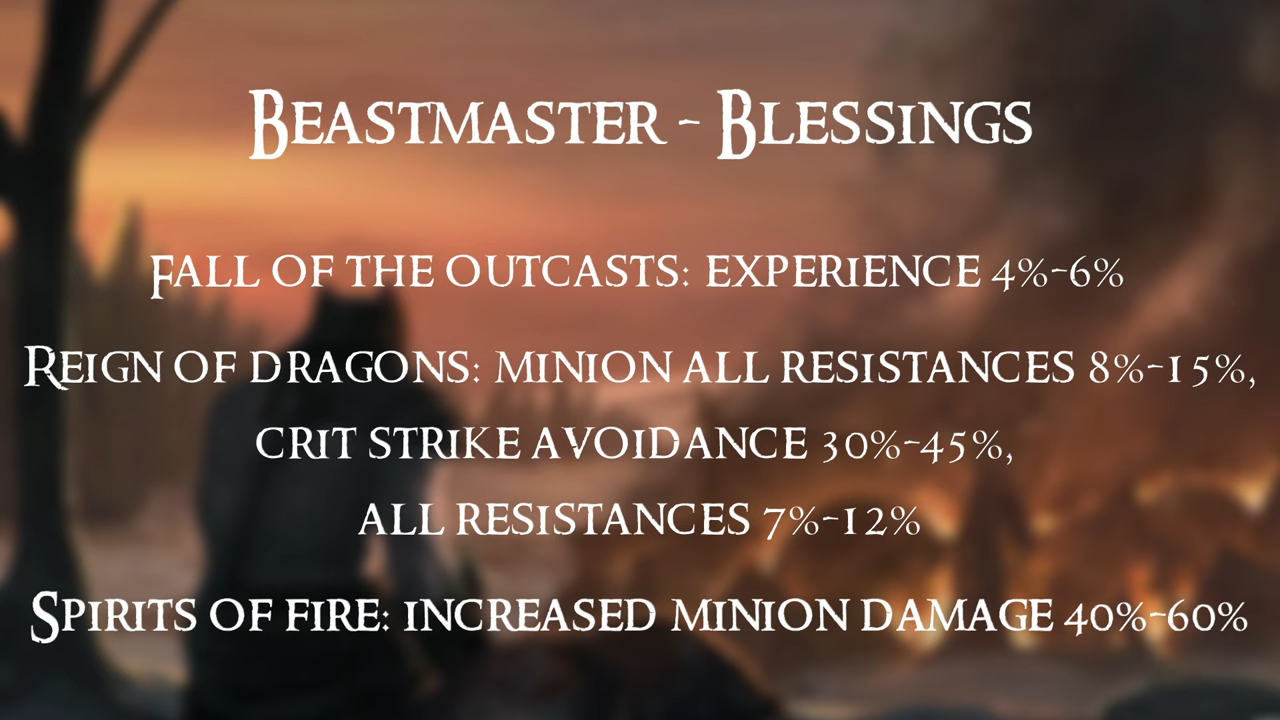 Beastmaster - Blessings
Fall of the outcasts: experience 4%-6%
Reign of dragons: minion all resistances 8%-15%,
crit strike avoidance 30%-45%,
all resistances 7%-12%
Spirits of fire: increased minion damage 40%-60%